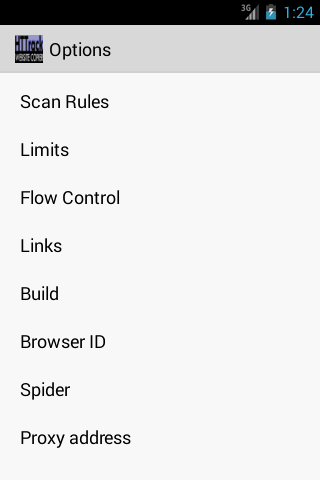 3G
1:24
HTTrack
WEBSITE COPIER
Options
Scan Rules
Limits
Flow Control
Links
Build
Browser ID
Spider
Proxy address